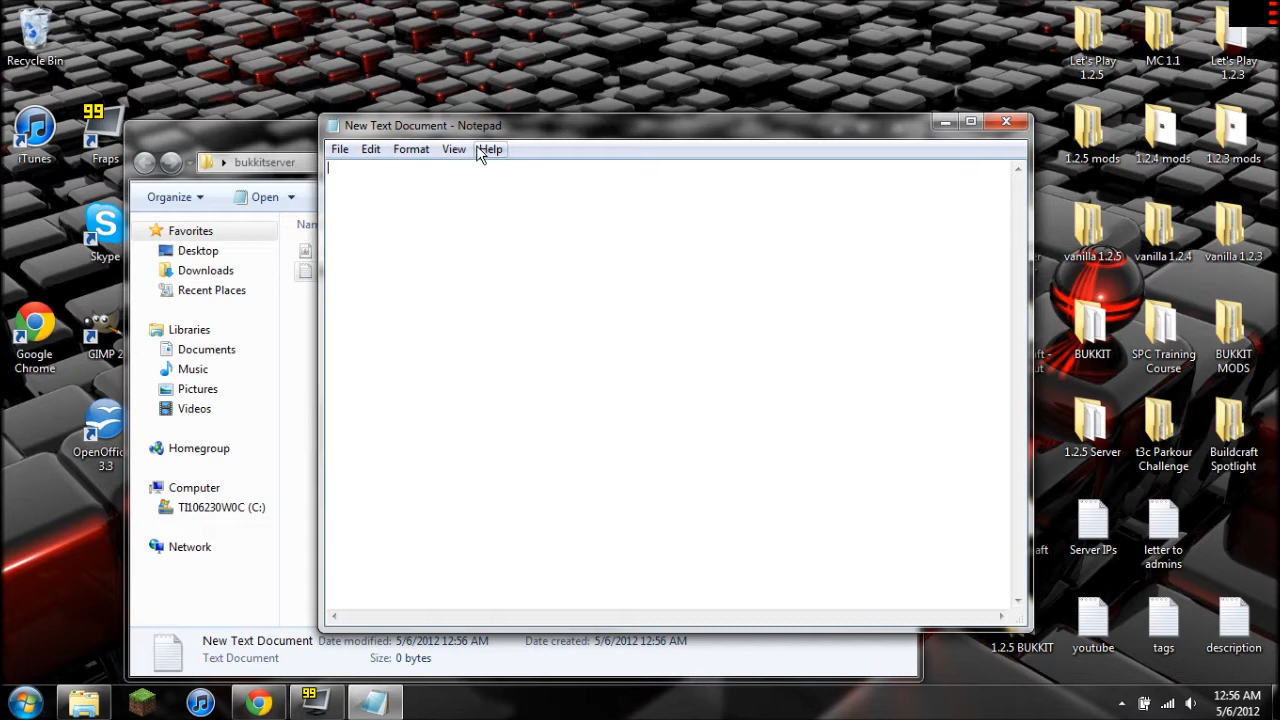 Recycle Bin
Let's Play
1.2.5
MC 1.1
Let's Play
1.2.3
iTunes
99
Fraps
1.2.5 mods
1.2.4 mods
1.2.3 mods
New Text Document - Notepad
File Edit Format View Help
bukkitserver
Organize
Open
Favorites
Desktop
Downloads
Recent Places
Skype
vanilla 1.2.5
vanilla 1.2.4
vanilla 1.2.3
Libraries
Documents
Music
Pictures
Videos
Google
Chrome
GIMP 2
BUKKIT
SPC Training
Course
BUKKIT
MODS
Homegroup
OpenOffic
3.3
1.2.5 Server
t3c Parkour
Challenge
Buildcraft
Spotlight
Computer
TI106230W0C (C:)
Network
Server IPs
letter to
admins
New Text Document Date modified: 5/6/2012 12:56 AM Date created: 5/6/2012 12:56 AM
Text Document Size: 0 bytes
1.2.5 BUKKIT
youtube
tags
description
99
12:56 AM
5/6/2012